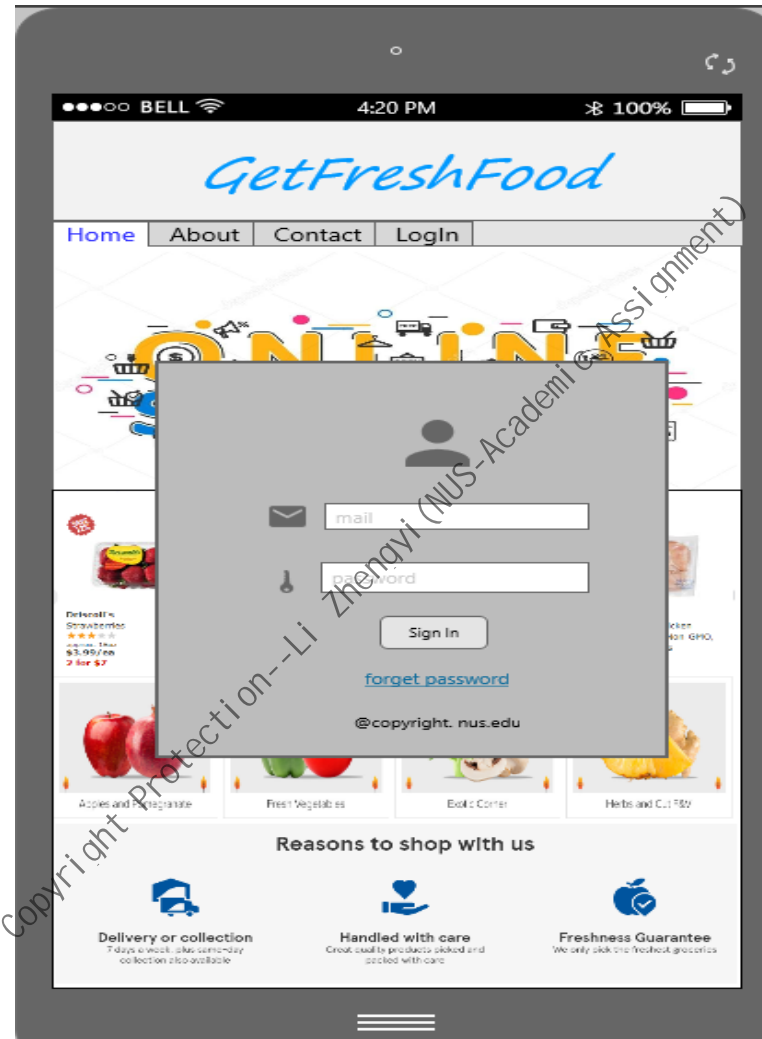 BELL 4:20 PM 100%
GetFreshFood
Home About Contact LogIn
ONLINE
mail
password
Sign In
forget password
@copyright. nus.edu
Driscoll's
Strawberries
$3.99/ea
2 for $7
Non GMO,
Apples and Pomegranate Fresh Vegetables Exotic Corner Herbs and Cut F&V
Reasons to shop with us
Delivery or collection Handled with care Freshness Guarantee
7 days a week, plus same-day Great quality products picked and We only pick the freshest groceries
collection also available packed with care
Copyright Protection--Li Zhengyi (NUS-Academic Assignment)